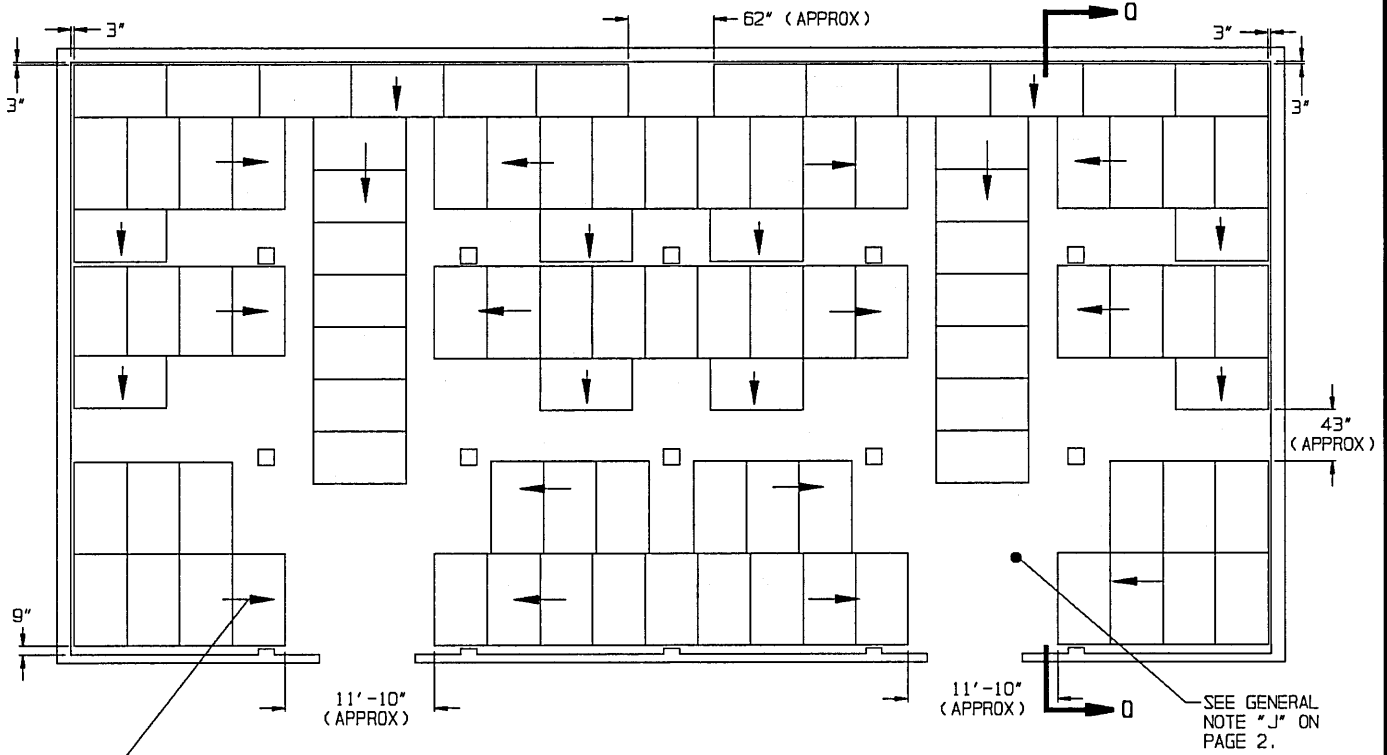 3"
62" (APPROX)
D
3"
3"
3"
43"
(APPROX)
9"
11'-10"
(APPROX)
11'-10"
(APPROX)
D
SEE GENERAL
NOTE "J" ON
PAGE 2.